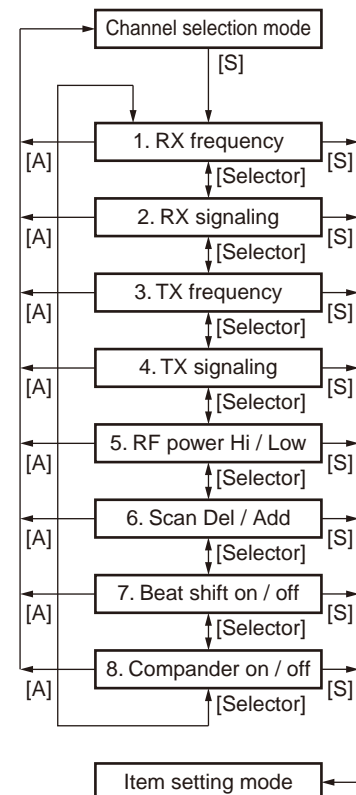 Channel selection mode
[S]
1. RX frequency
[A]
[S]
[Selector]
2. RX signaling
[A]
[S]
[Selector]
3. TX frequency
[A]
[S]
[Selector]
4. TX signaling
[A]
[S]
[Selector]
5. RF power Hi / Low
[A]
[S]
[Selector]
6. Scan Del / Add
[A]
[S]
[Selector]
7. Beat shift on / off
[A]
[S]
[Selector]
8. Compander on / off
[A]
[S]
[Selector]
Item setting mode